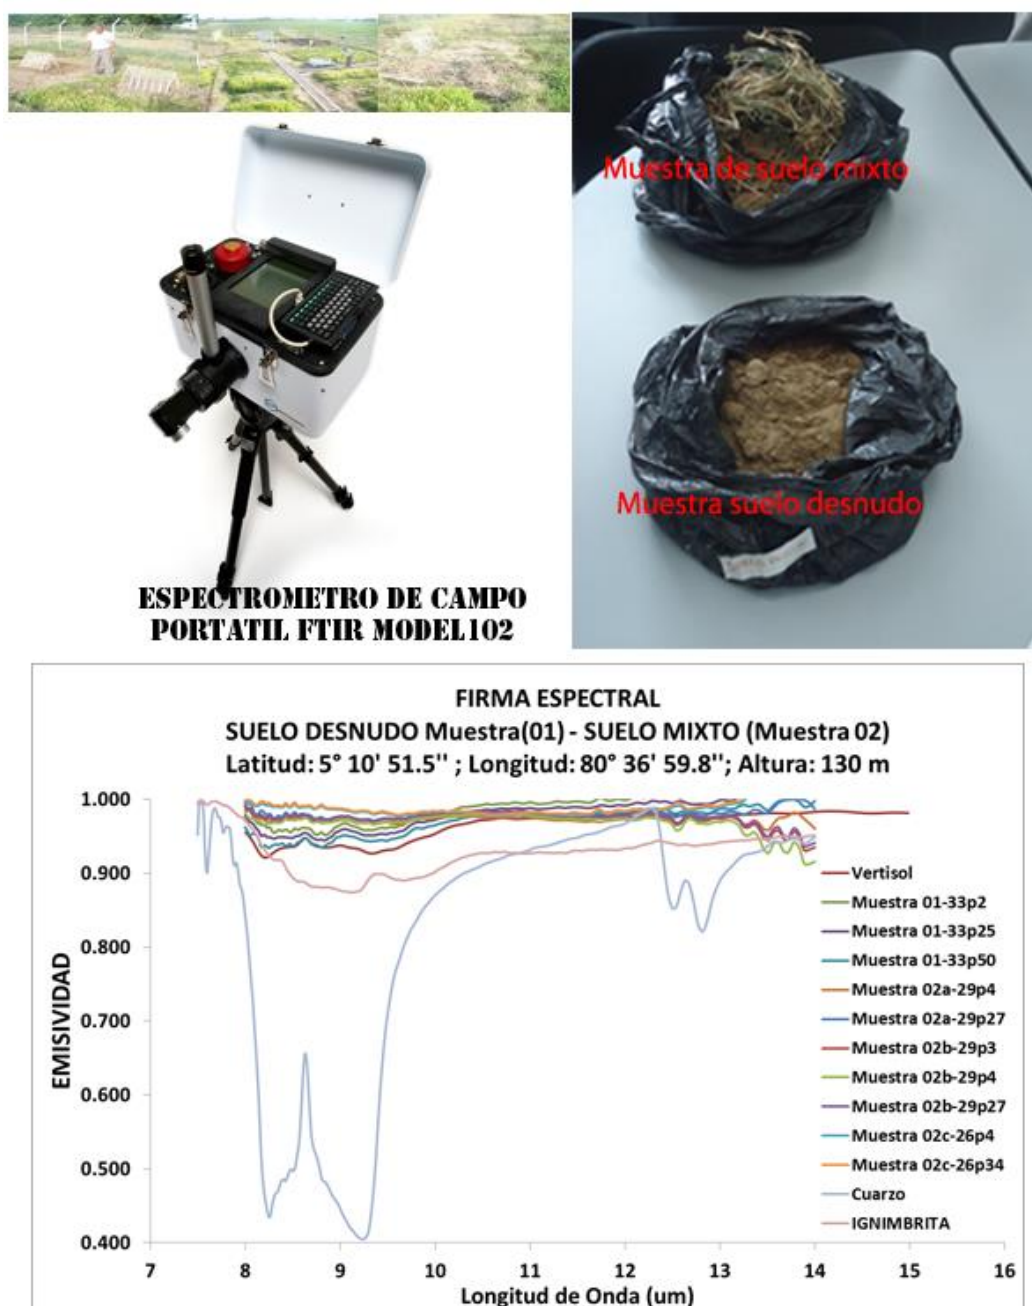 Muestra de suelo mixto
Muestra suelo desnudo
ESPECTROMETRO DE CAMPO
PORTATIL FTIR MODEL102
FIRMA ESPECTRAL
SUELO DESNUDO Muestra(01) - SUELO MIXTO (Muestra 02)
Latitud: 5° 10' 51.5'' ; Longitud: 80° 36' 59.8''; Altura: 130 m
EMISIVIDAD
1.000
0.900
0.800
0.700
0.600
0.500
0.400
7 8 9 10 11 12 13 14 15 16
Longitud de Onda (um)
Vertisol
Muestra 01-33p2
Muestra 01-33p25
Muestra 01-33p50
Muestra 02a-29p4
Muestra 02a-29p27
Muestra 02b-29p3
Muestra 02b-29p4
Muestra 02b-29p27
Muestra 02c-26p4
Muestra 02c-26p34
Cuarzo
IGNIMBRITA